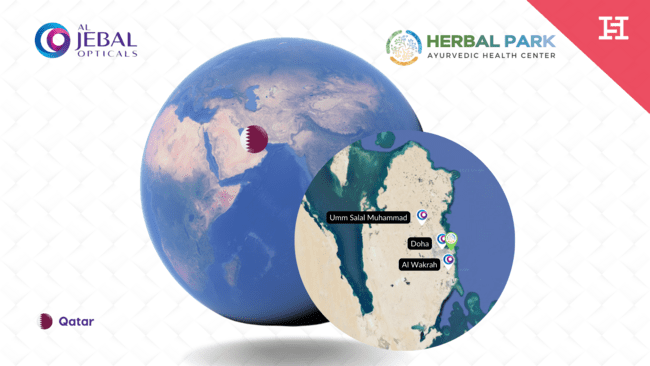 AL
JEBAL
OPTICALS
HERBAL PARK
AYURVEDIC HEALTH CENTER
Umm Salal Muhammad
Doha
Al Wakrah
Qatar